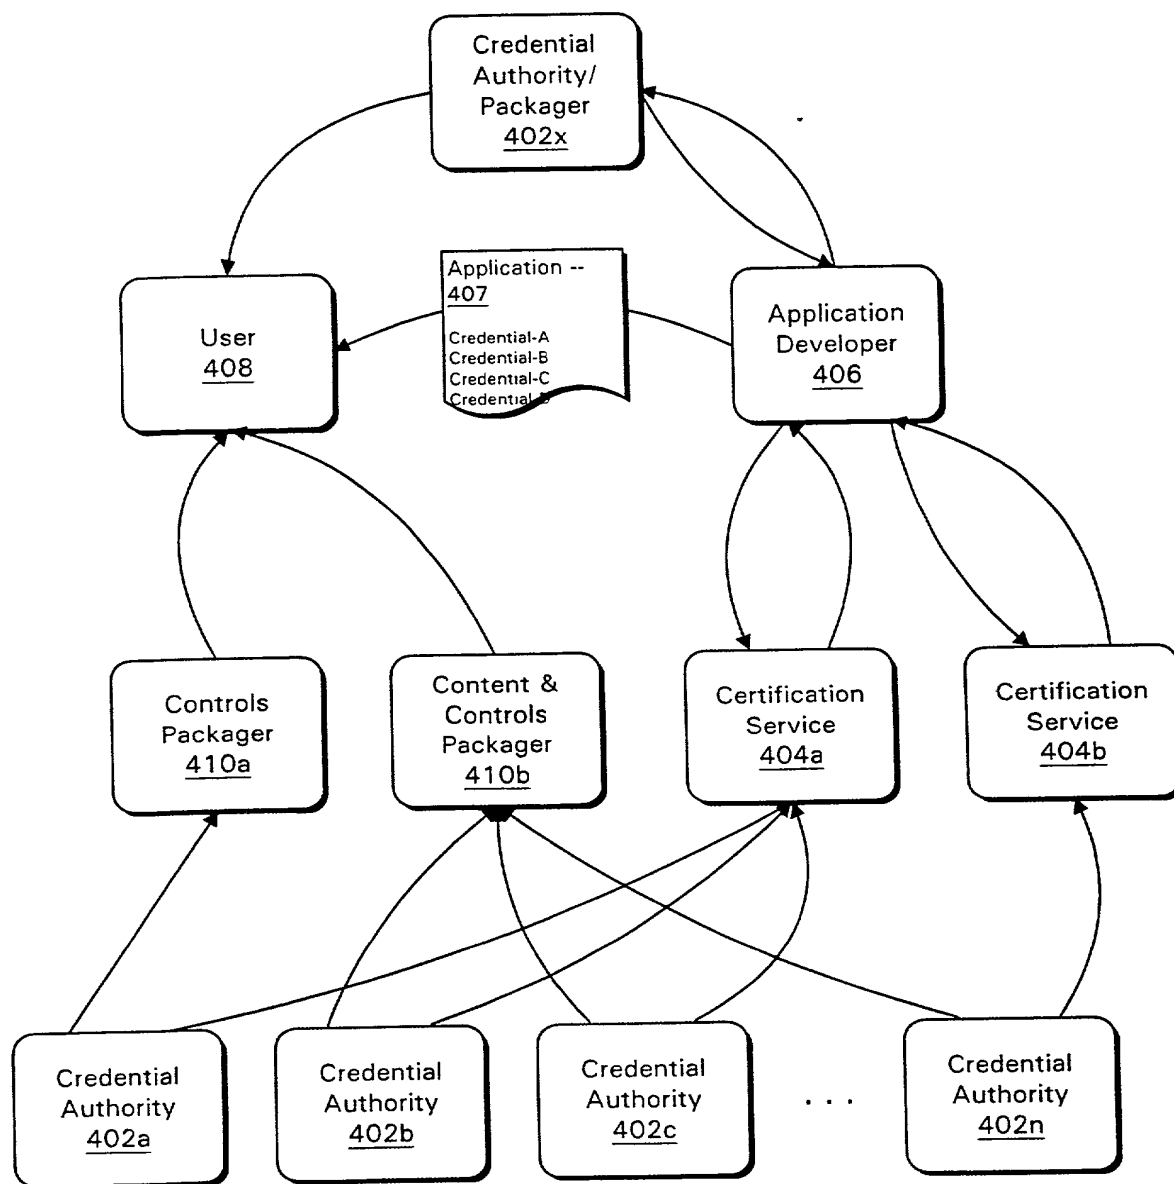 Credential
Authority/
Packager
402x
Application --
407
Credential-A
Credential-B
Credential-C
Credential-D
User
408
Application
Developer
406
Controls
Packager
410a
Content &
Controls
Packager
410b
Certification
Service
404a
Certification
Service
404b
Credential
Authority
402a
Credential
Authority
402b
Credential
Authority
402c
. . .
Credential
Authority
402n